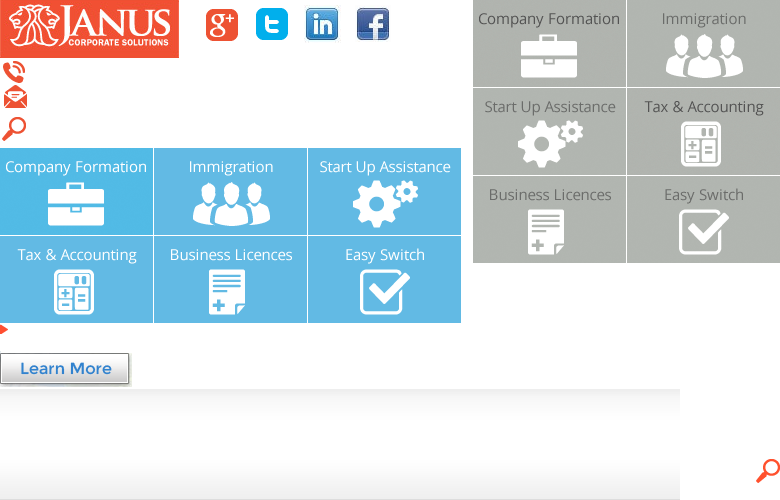 JANUS
CORPORATE SOLUTIONS
g+
t
in
f
Company Formation
Immigration
Start Up Assistance
Tax & Accounting
Business Licences
Easy Switch
Company Formation
Immigration
Start Up Assistance
Tax & Accounting
Business Licences
Easy Switch
Learn More